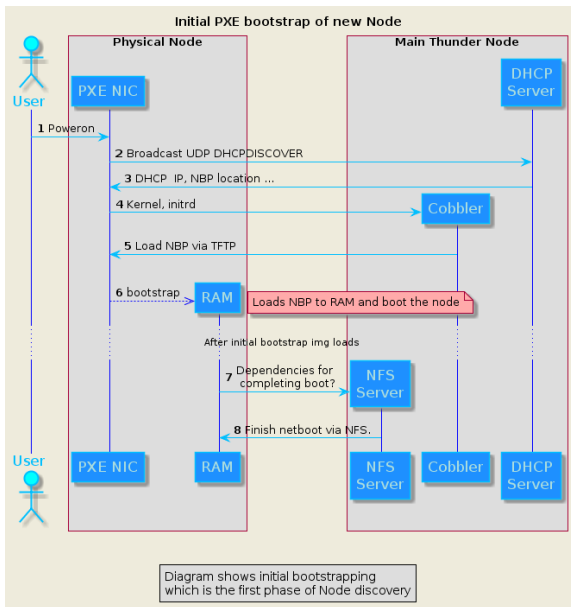 Initial PXE bootstrap of new Node
Physical Node
Main Thunder Node
User
PXE NIC
DHCP
Server
1 Poweron
2 Broadcast UDP DHCPDISCOVER
3 DHCP IP, NBP location ...
4 Kernel, initrd
Cobbler
5 Load NBP via TFTP
6 bootstrap
RAM
Loads NBP to RAM and boot the node
After initial bootstrap img loads
7 Dependencies for
completing boot?
NFS
Server
8 Finish netboot via NFS.
User
PXE NIC
RAM
NFS
Server
Cobbler
DHCP
Server
Diagram shows initial bootstrapping
which is the first phase of Node discovery